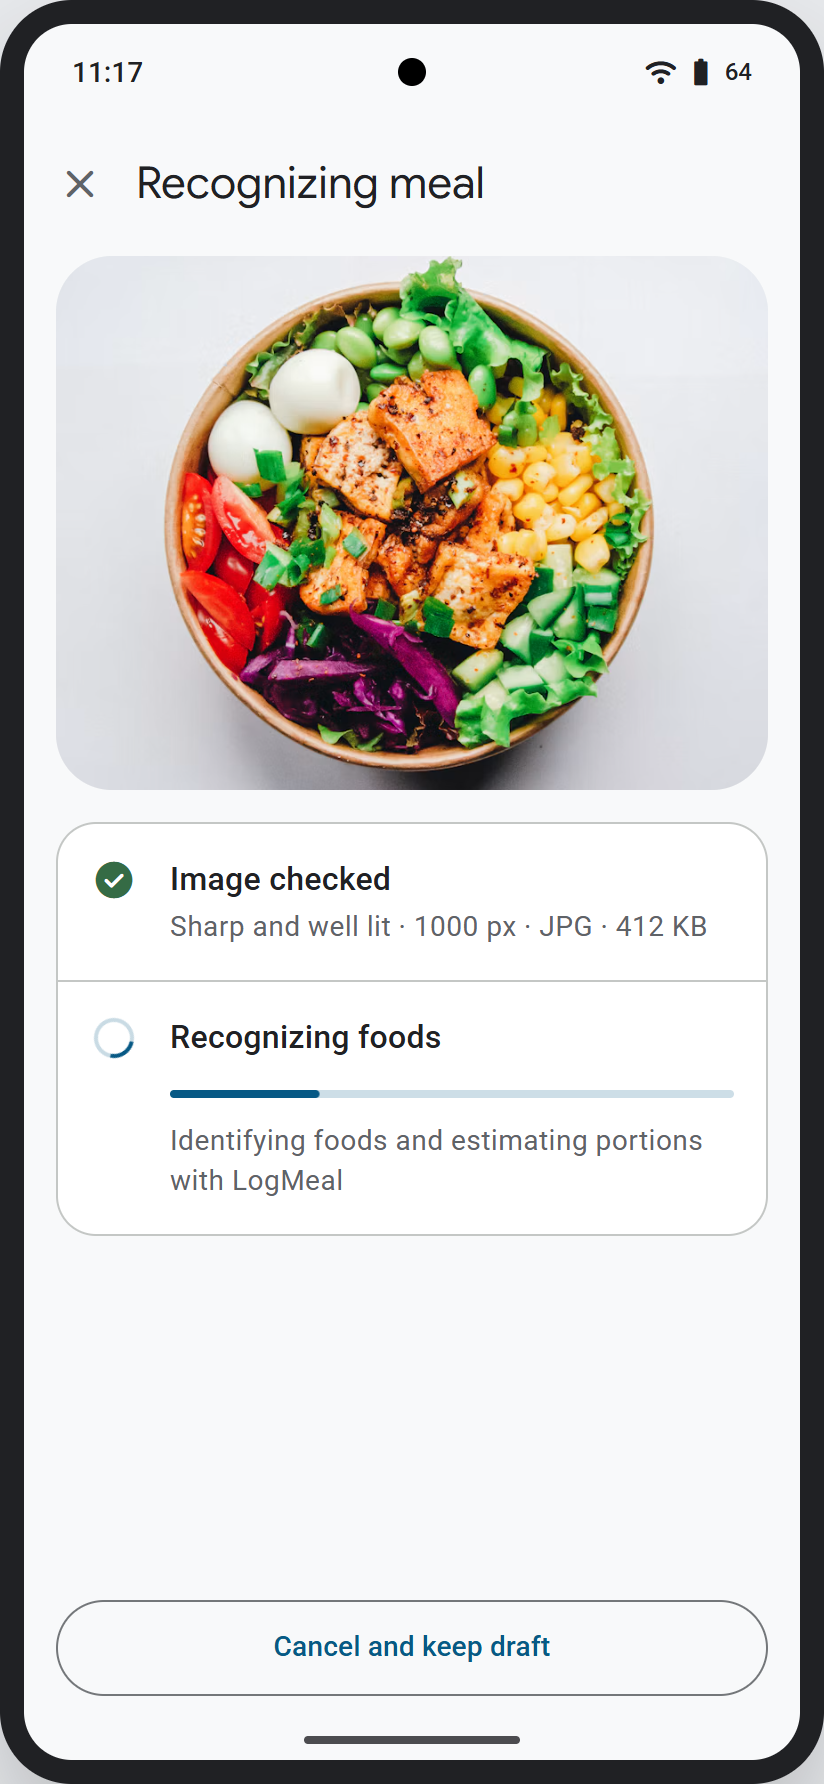 11:17
64
Recognizing meal
Image checked
Sharp and well lit · 1000 px · JPG · 412 KB
Recognizing foods
Identifying foods and estimating portions
with LogMeal
Cancel and keep draft